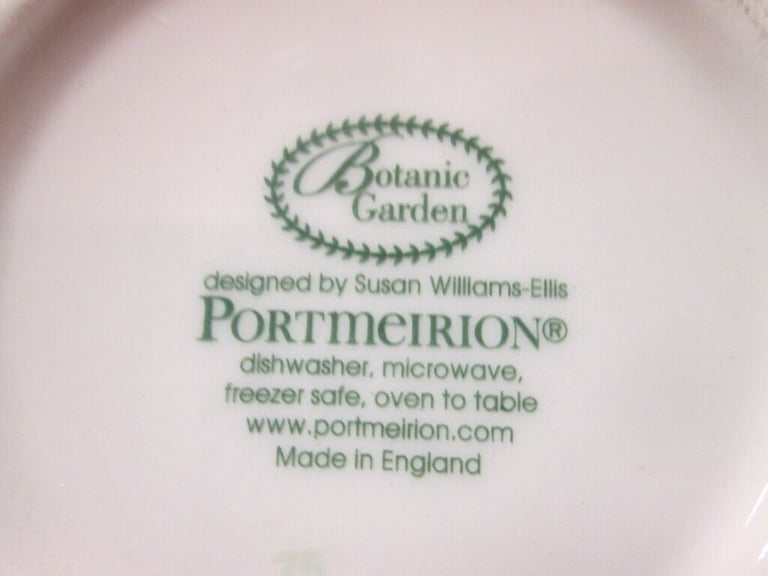 Botanic
Garden
designed by Susan Williams-Ellis
PORTMEIRION®
dishwasher, microwave,
freezer safe, oven to table
www.portmeirion.com
Made in England